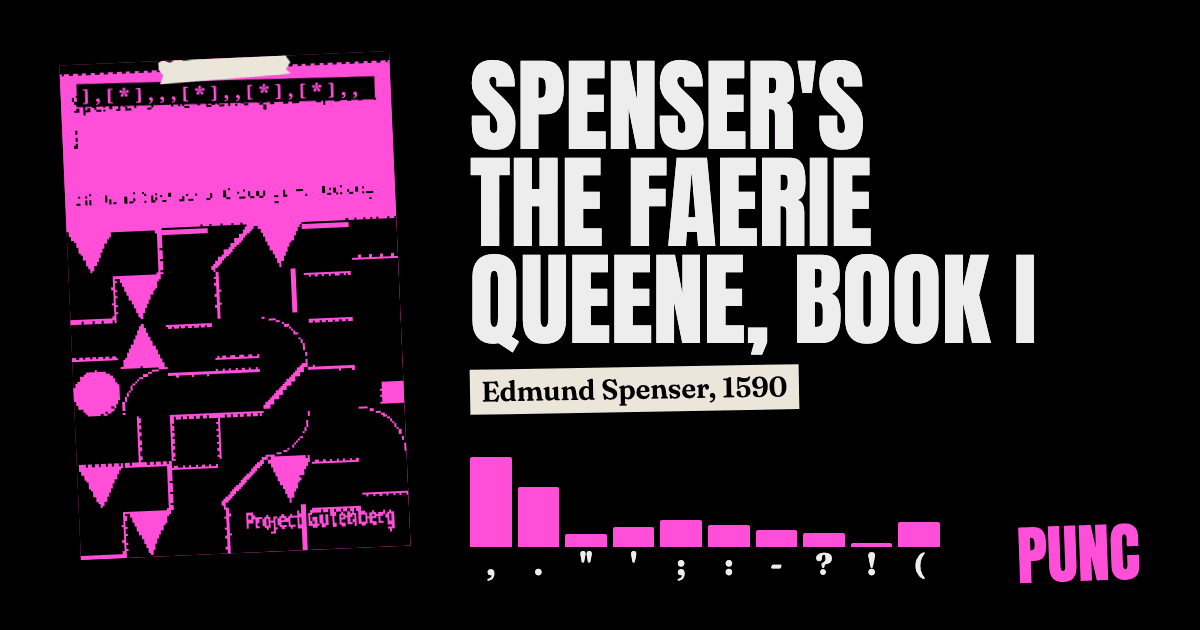 ],[*],,,[*],,[*],[*],,
Project Gutenberg
SPENSER'S
THE FAERIE
QUEENE, BOOK I
Edmund Spenser, 1590
, . " ' ; : - ? ! (
PUNC